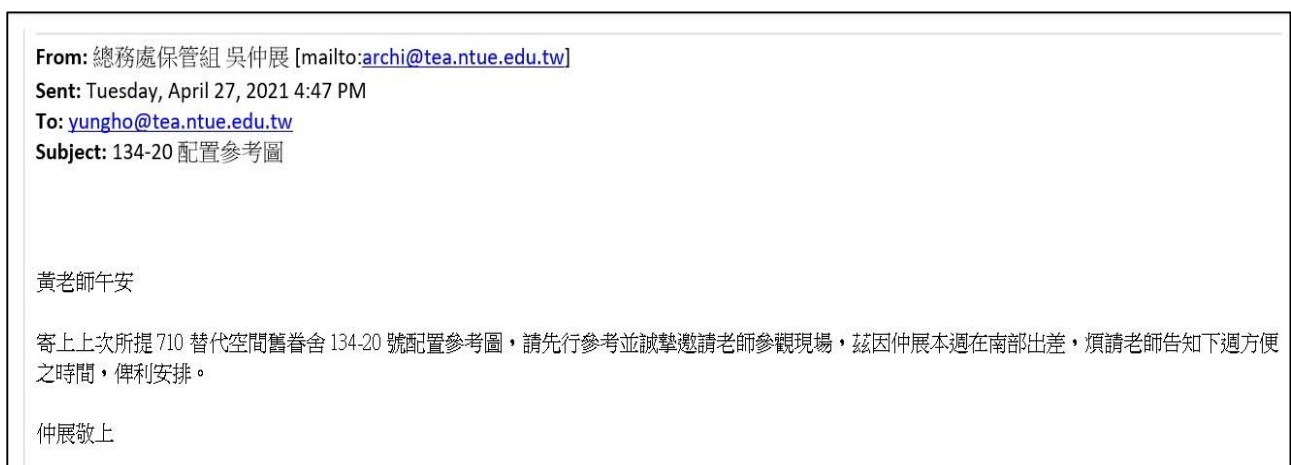 From: 總務處保管組 吳仲展 [mailto:archi@tea.ntue.edu.tw]
Sent: Tuesday, April 27, 2021 4:47 PM
To: yungho@tea.ntue.edu.tw
Subject: 134-20 配置參考圖
黃老師午安
寄上上次所提 710 替代空間舊眷舍 134-20 號配置參考圖，請先行參考並誠摯邀請老師參觀現場，茲因仲展本週在南部出差，煩請老師告知下週方便
之時間，俾利安排。
仲展敬上